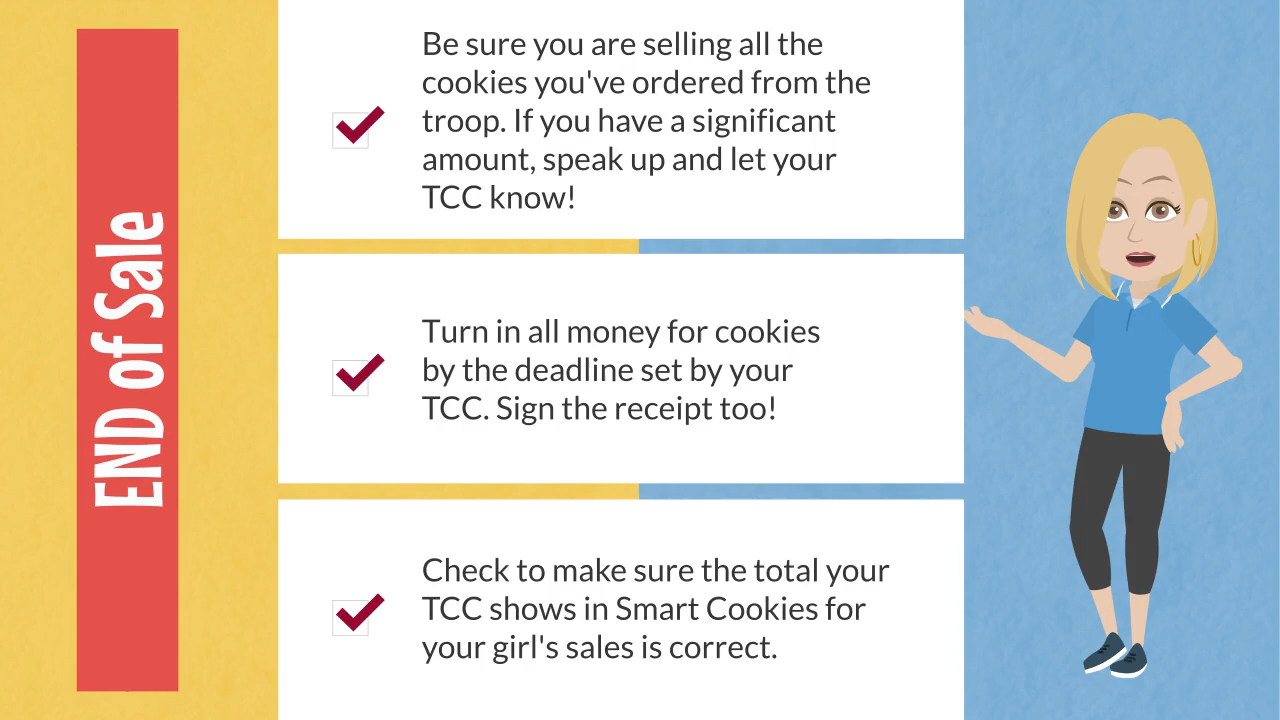 END of Sale
Be sure you are selling all the
cookies you've ordered from the
troop. If you have a significant
amount, speak up and let your
TCC know!
Turn in all money for cookies
by the deadline set by your
TCC. Sign the receipt too!
Check to make sure the total your
TCC shows in Smart Cookies for
your girl's sales is correct.